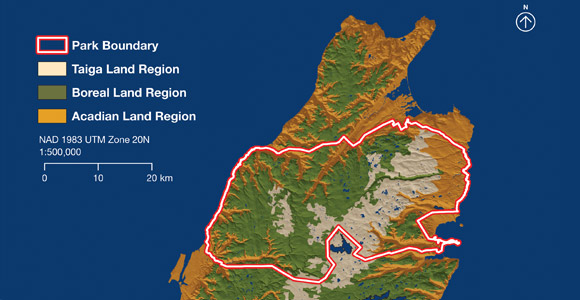 N
Park Boundary
Taiga Land Region
Boreal Land Region
Acadian Land Region
NAD 1983 UTM Zone 20N
1:500,000
0 10 20 km